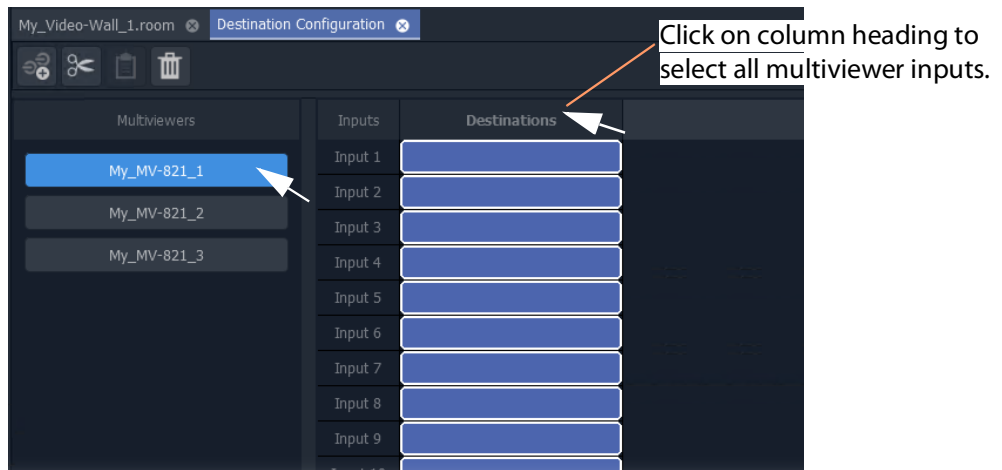 My_Video-Wall_1.room Destination Configuration
Click on column heading to
select all multiviewer inputs.
Multiviewers Inputs Destinations
My_MV-821_1
My_MV-821_2
My_MV-821_3
Input 1
Input 2
Input 3
Input 4
Input 5
Input 6
Input 7
Input 8
Input 9